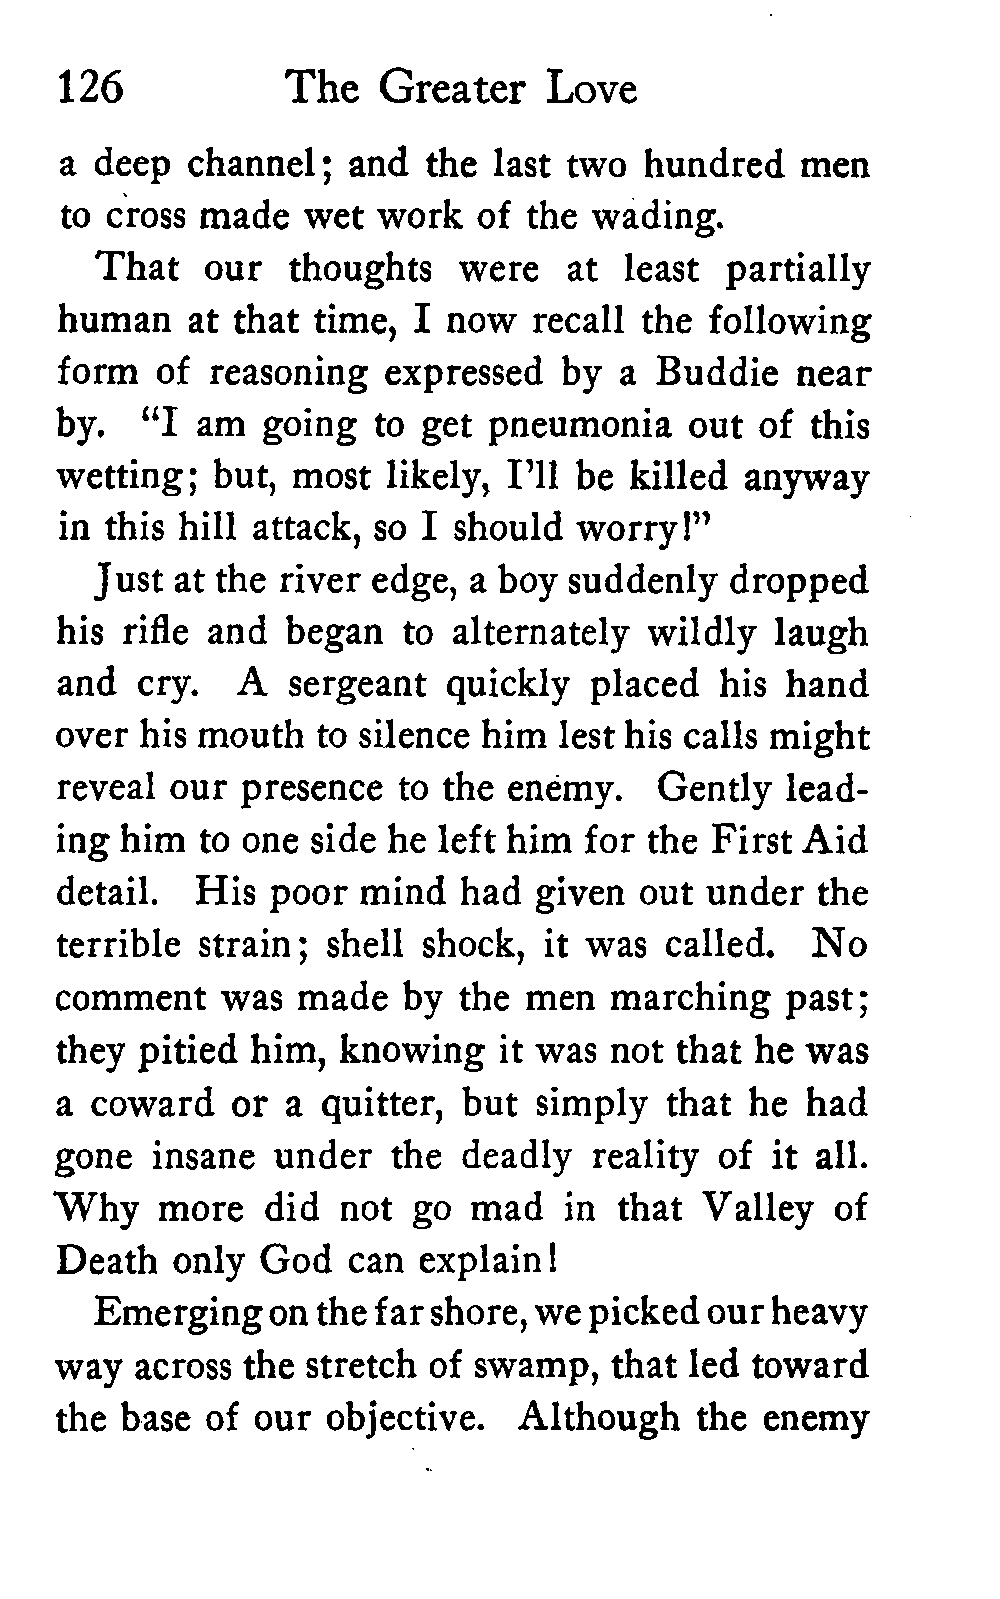 126 The Greater Love
a deep channel; and the last two hundred men
to cross made wet work of the wading.
That our thoughts were at least partially
human at that time, I now recall the following
form of reasoning expressed by a Buddie near
by. "I am going to get pneumonia out of this
wetting; but, most likely, I'll be killed anyway
in this hill attack, so I should worry!"
Just at the river edge, a boy suddenly dropped
his rifle and began to alternately wildly laugh
and cry. A sergeant quickly placed his hand
over his mouth to silence him lest his calls might
reveal our presence to the enemy. Gently lead-
ing him to one side he left him for the First Aid
detail. His poor mind had given out under the
terrible strain; shell shock, it was called. No
comment was made by the men marching past;
they pitied him, knowing it was not that he was
a coward or a quitter, but simply that he had
gone insane under the deadly reality of it all.
Why more did not go mad in that Valley of
Death only God can explain!
Emerging on the far shore, we picked our heavy
way across the stretch of swamp, that led toward
the base of our objective. Although the enemy